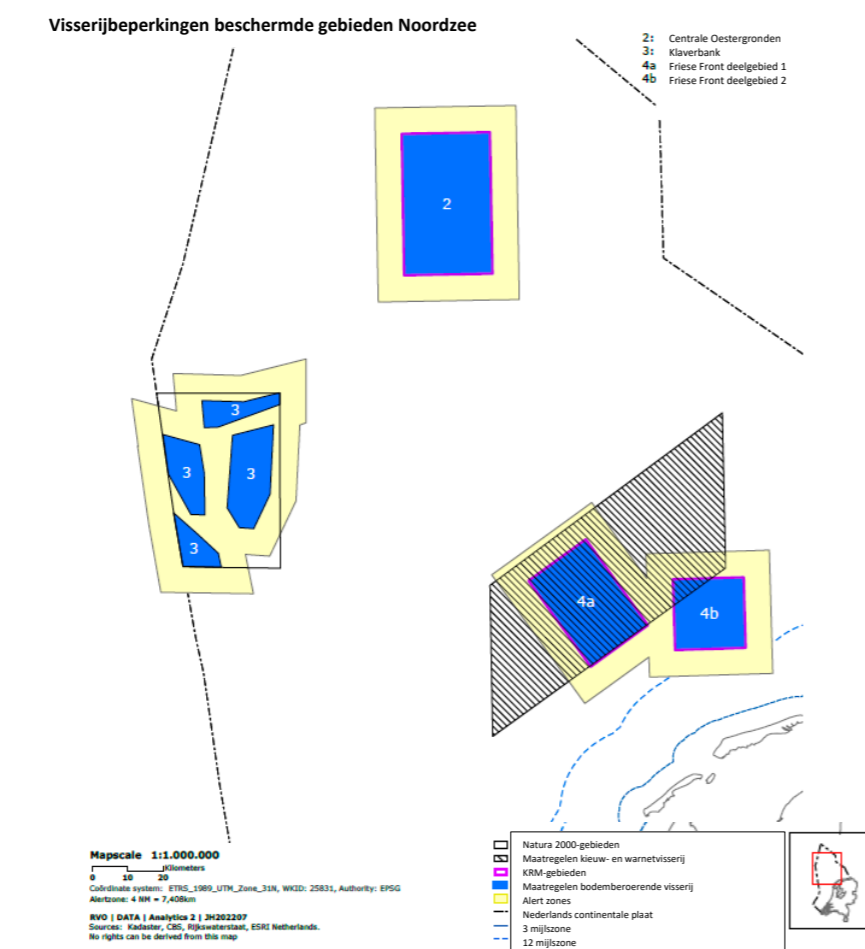 Visserijbeperkingen beschermde gebieden Noordzee
2: Centrale Oestergronden
3: Klaverbank
4a Friese Front deelgebied 1
4b Friese Front deelgebied 2
2
3
3
3
3
4a
4b
Mapscale 1:1.000.000
Kilometers
0 10 20
Coördinate system: ETRS_1989_UTM_Zone_31N, WKID: 25831, Authority: EPSG
Alertzone: 4 NM = 7,408km
RVO | DATA | Analytics 2 | JH202207
Sources: Kadaster, CBS, Rijkswaterstaat, ESRI Netherlands.
No rights can be derived from this map
Natura 2000-gebieden
Maatregelen kieuw- en warnetvisserij
KRM-gebieden
Maatregelen bodemberoerende visserij
Alert zones
Nederlands continentale plaat
3 mijlszone
12 mijlszone